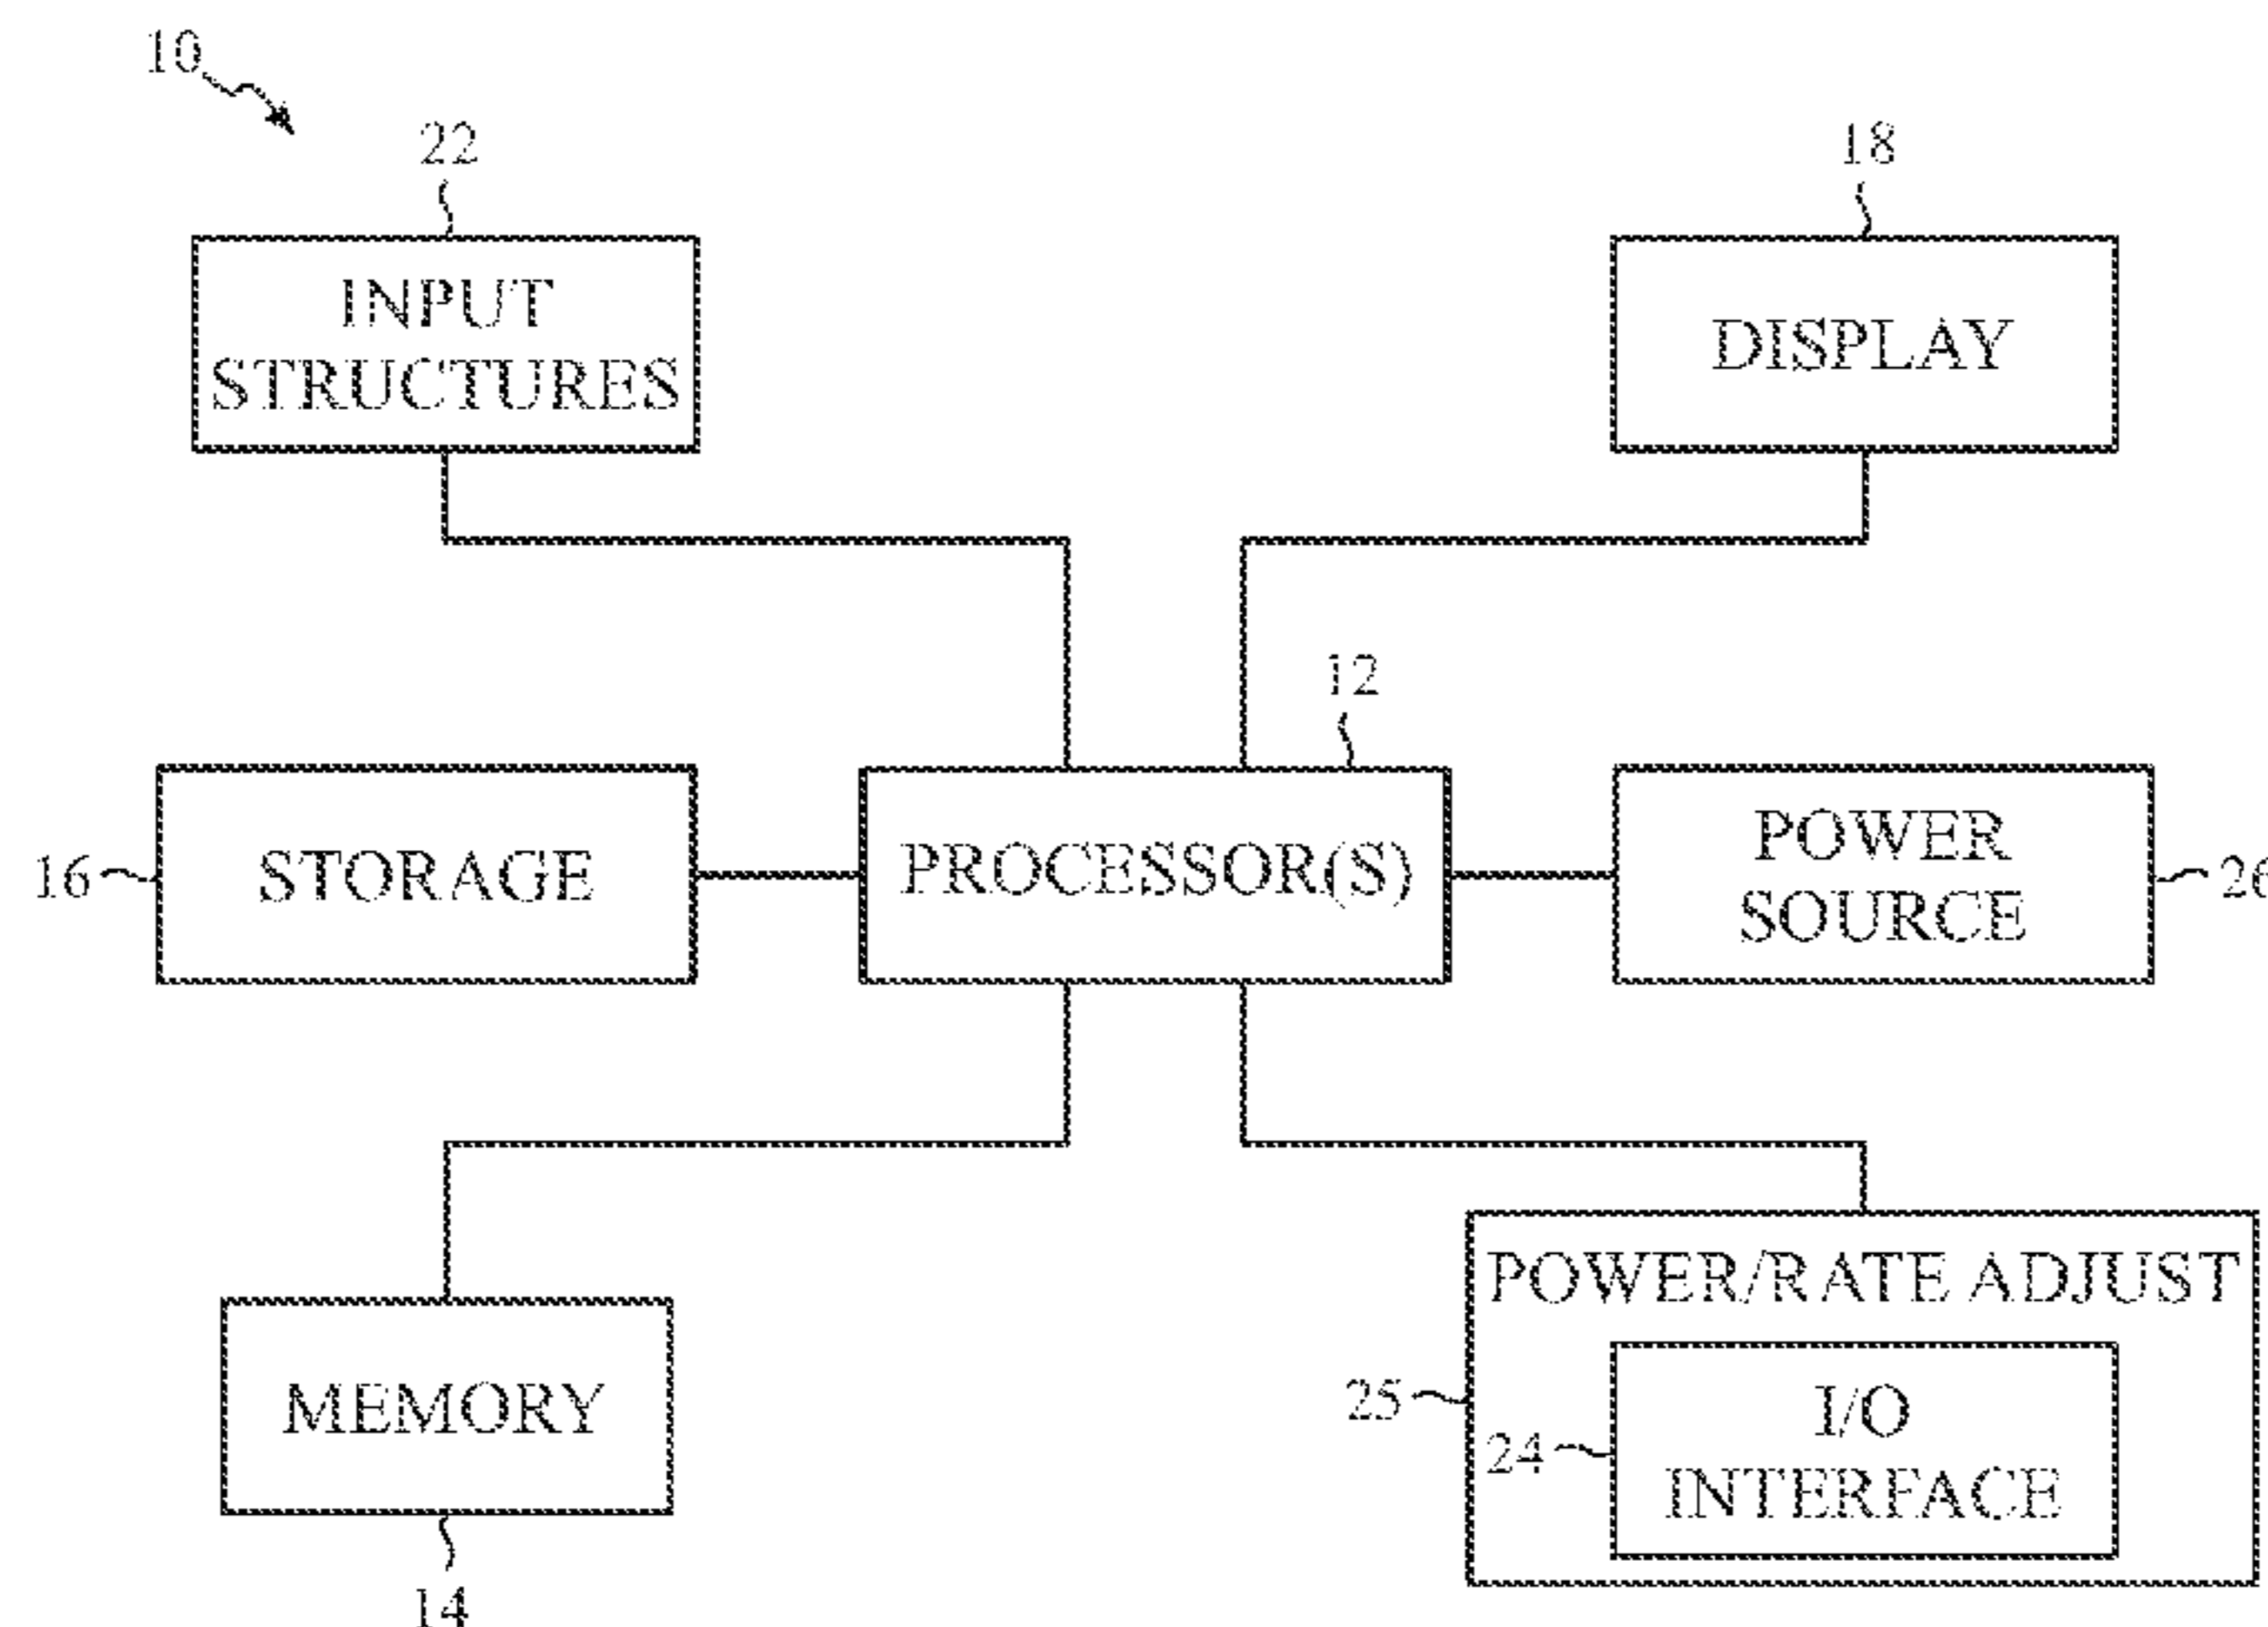 10
22
18
INPUT
STRUCTURES
DISPLAY
12
16
STORAGE
PROCESSOR(S)
POWER
SOURCE
26
POWER/RATE ADJUST
MEMORY
25
I/O
24
INTERFACE
14